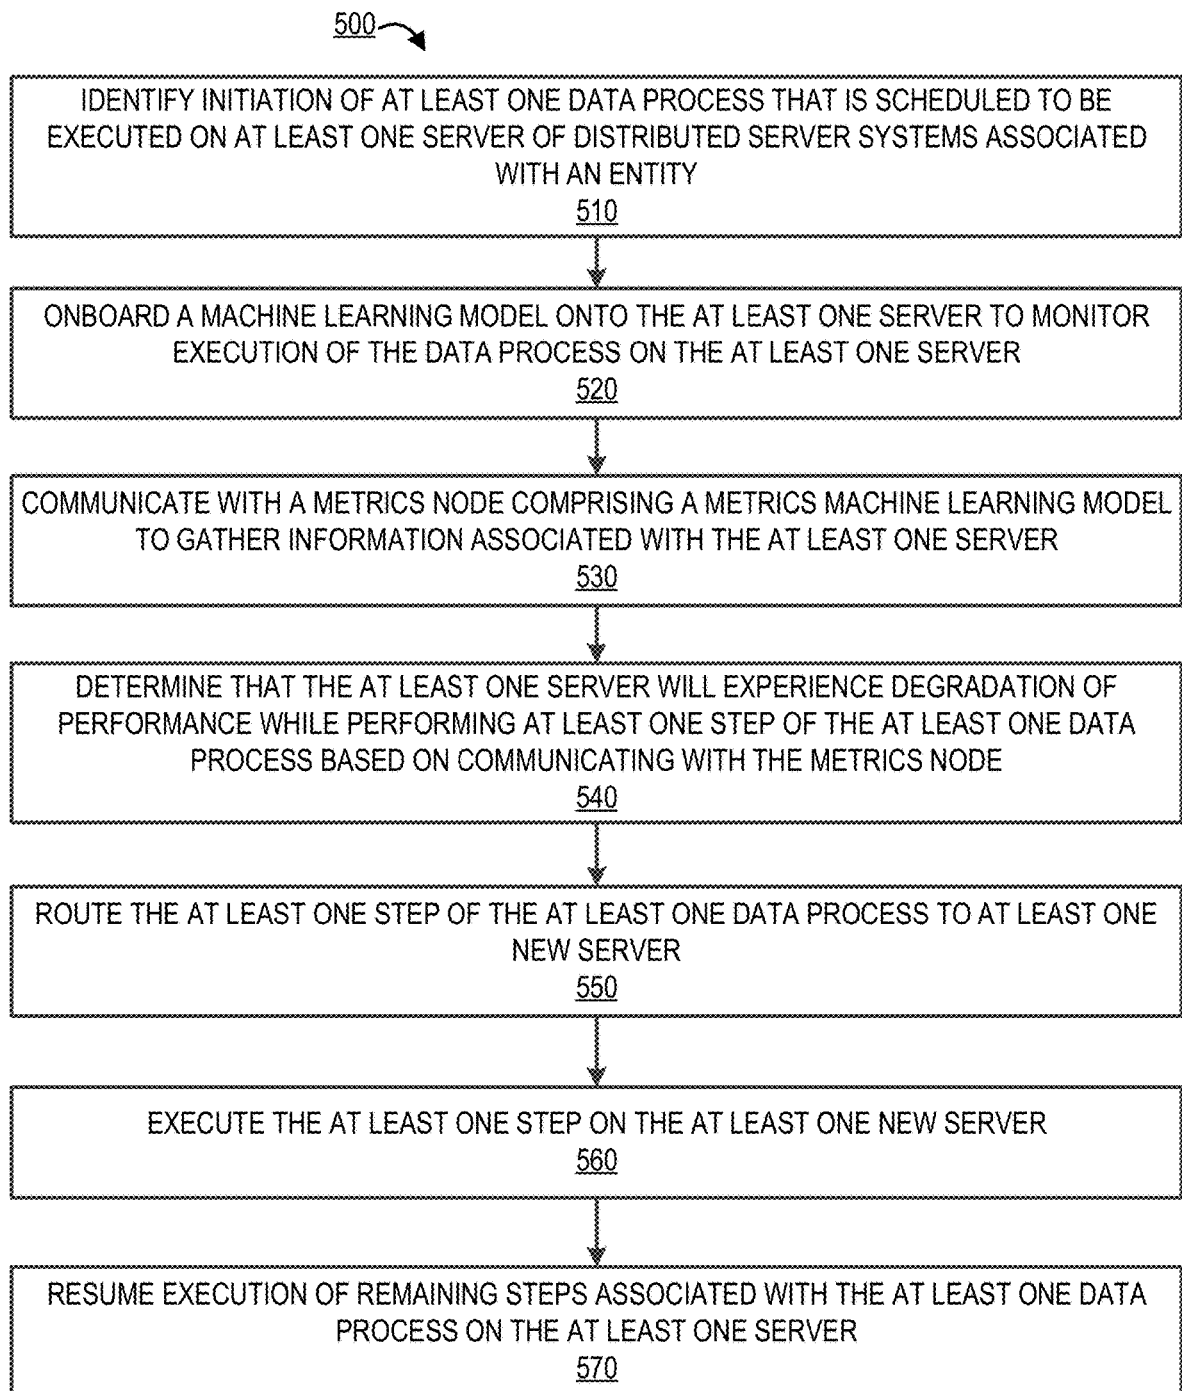 500
IDENTIFY INITIATION OF AT LEAST ONE DATA PROCESS THAT IS SCHEDULED TO BE
EXECUTED ON AT LEAST ONE SERVER OF DISTRIBUTED SERVER SYSTEMS ASSOCIATED
WITH AN ENTITY
510
ONBOARD A MACHINE LEARNING MODEL ONTO THE AT LEAST ONE SERVER TO MONITOR
EXECUTION OF THE DATA PROCESS ON THE AT LEAST ONE SERVER
520
COMMUNICATE WITH A METRICS NODE COMPRISING A METRICS MACHINE LEARNING MODEL
TO GATHER INFORMATION ASSOCIATED WITH THE AT LEAST ONE SERVER
530
DETERMINE THAT THE AT LEAST ONE SERVER WILL EXPERIENCE DEGRADATION OF
PERFORMANCE WHILE PERFORMING AT LEAST ONE STEP OF THE AT LEAST ONE DATA
PROCESS BASED ON COMMUNICATING WITH THE METRICS NODE
540
ROUTE THE AT LEAST ONE STEP OF THE AT LEAST ONE DATA PROCESS TO AT LEAST ONE
NEW SERVER
550
EXECUTE THE AT LEAST ONE STEP ON THE AT LEAST ONE NEW SERVER
560
RESUME EXECUTION OF REMAINING STEPS ASSOCIATED WITH THE AT LEAST ONE DATA
PROCESS ON THE AT LEAST ONE SERVER
570